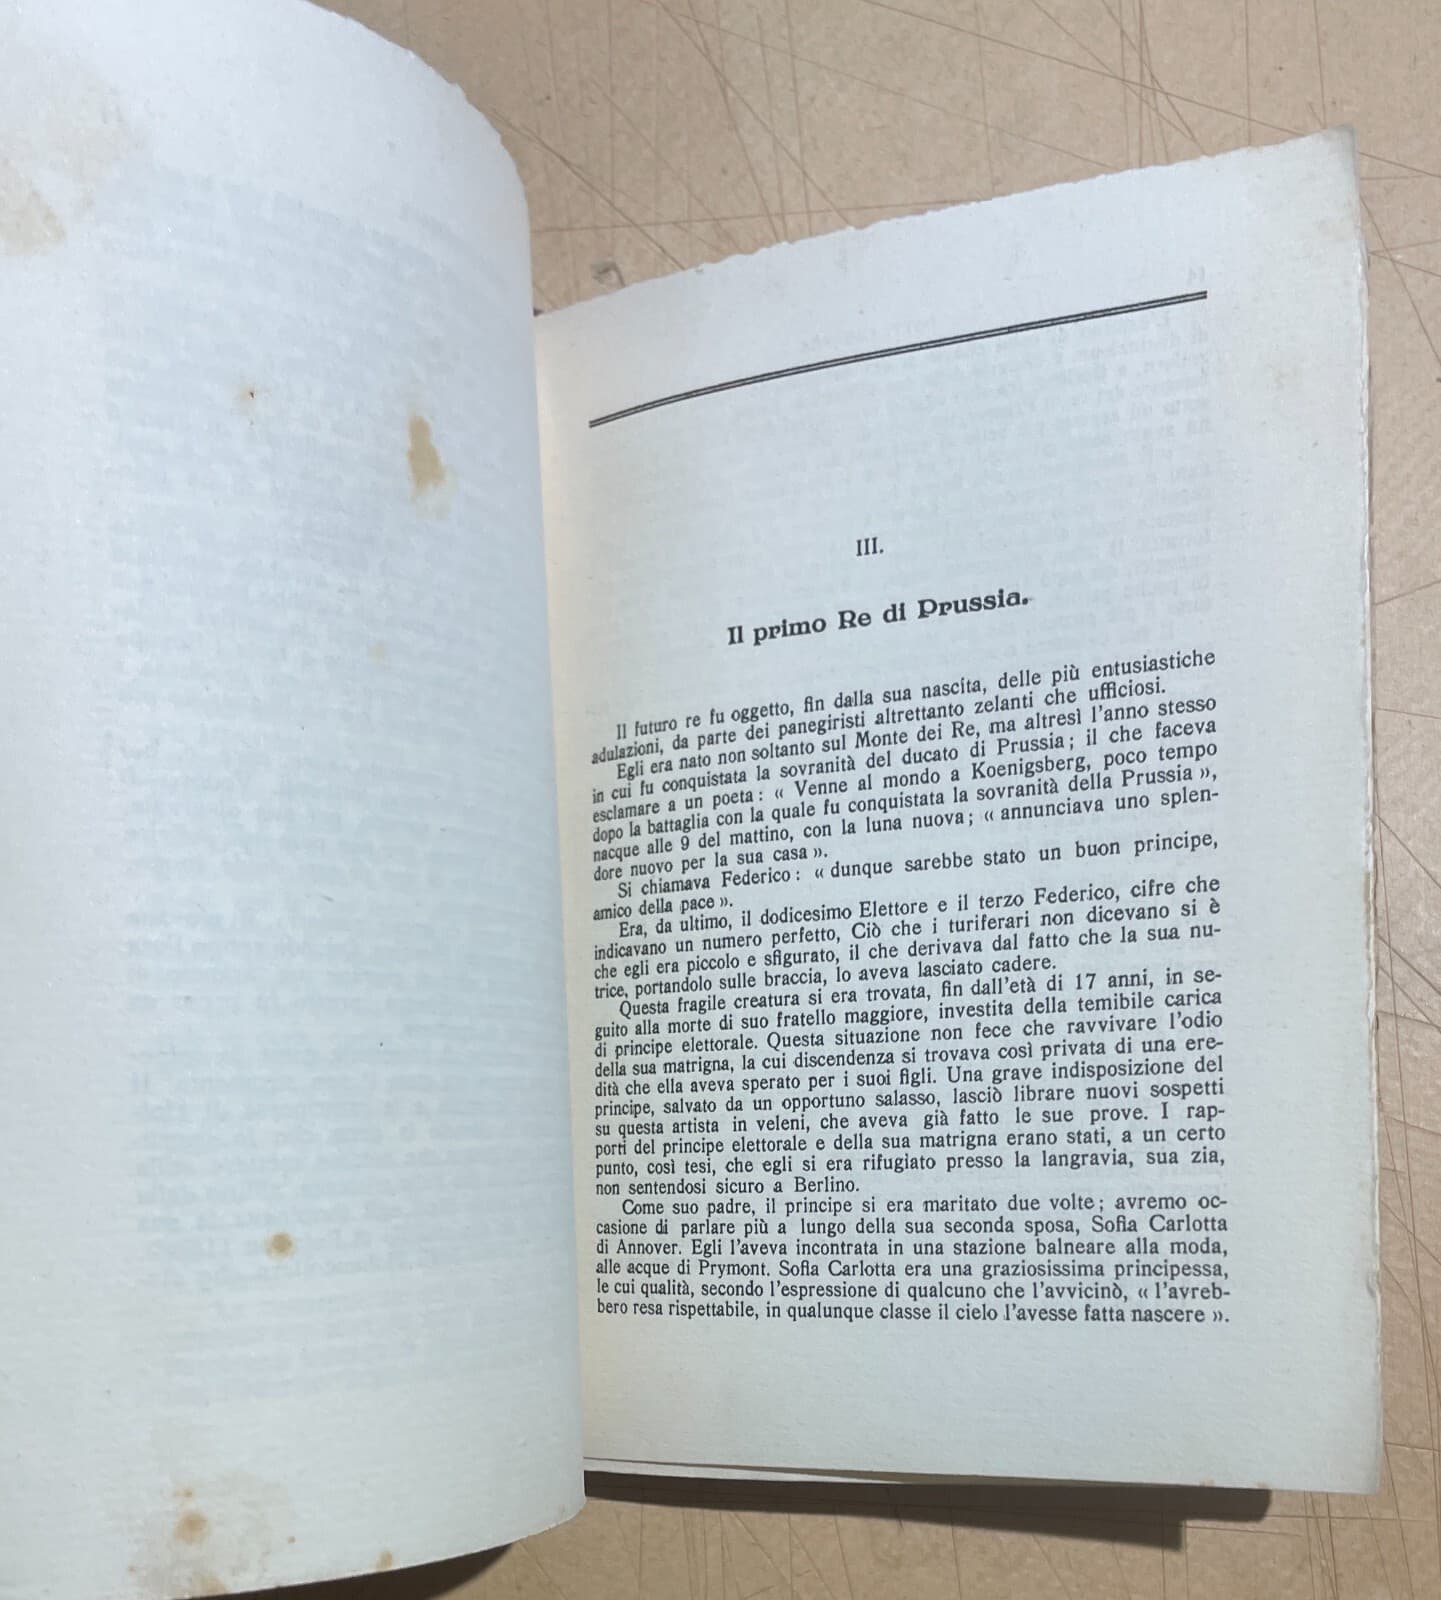 III.
Il primo Re di Prussia.
Il futuro re fu oggetto, fin dalla sua nascita, delle più entusiastiche
adulazioni, da parte dei panegiristi altrettanto zelanti che ufficiosi.
Egli era nato non soltanto sul Monte dei Re, ma altresì l'anno stesso
in cui fu conquistata la sovranità del ducato di Prussia; il che faceva
esclamare a un poeta: « Venne al mondo a Koenigsberg, poco tempo
dopo la battaglia con la quale fu conquistata la sovranità della Prussia »,
nacque alle 9 del mattino, con la luna nuova; « annunciava uno splen-
dore nuovo per la sua casa ».
Si chiamava Federico: « dunque sarebbe stato un buon principe,
amico della pace ».
Era, da ultimo, il dodicesimo Elettore e il terzo Federico, cifre che
indicavano un numero perfetto, Ciò che i turiferari non dicevano si è
che egli era piccolo e sfigurato, il che derivava dal fatto che la sua nu-
trice, portandolo sulle braccia, lo aveva lasciato cadere.
Questa fragile creatura si era trovata, fin dall'età di 17 anni, in se-
guito alla morte di suo fratello maggiore, investita della temibile carica
di principe elettorale. Questa situazione non fece che ravvivare l'odio
della sua matrigna, la cui discendenza si trovava così privata di una ere-
dità che ella aveva sperato per i suoi figli. Una grave indisposizione del
principe, salvato da un opportuno salasso, lasciò librare nuovi sospetti
su questa artista in veleni, che aveva già fatto le sue prove. I rap-
porti del principe elettorale e della sua matrigna erano stati, a un certo
punto, così tesi, che egli si era rifugiato presso la langravia, sua zia,
non sentendosi sicuro a Berlino.
Come suo padre, il principe si era maritato due volte; avremo oc-
casione di parlare più a lungo della sua seconda sposa, Sofia Carlotta
di Annover. Egli l'aveva incontrata in una stazione balneare alla moda,
alle acque di Prymont. Sofia Carlotta era una graziosissima principessa,
le cui qualità, secondo l'espressione di qualcuno che l'avvicinò, « l'avreb-
bero resa rispettabile, in qualunque classe il cielo l'avesse fatta nascere ».